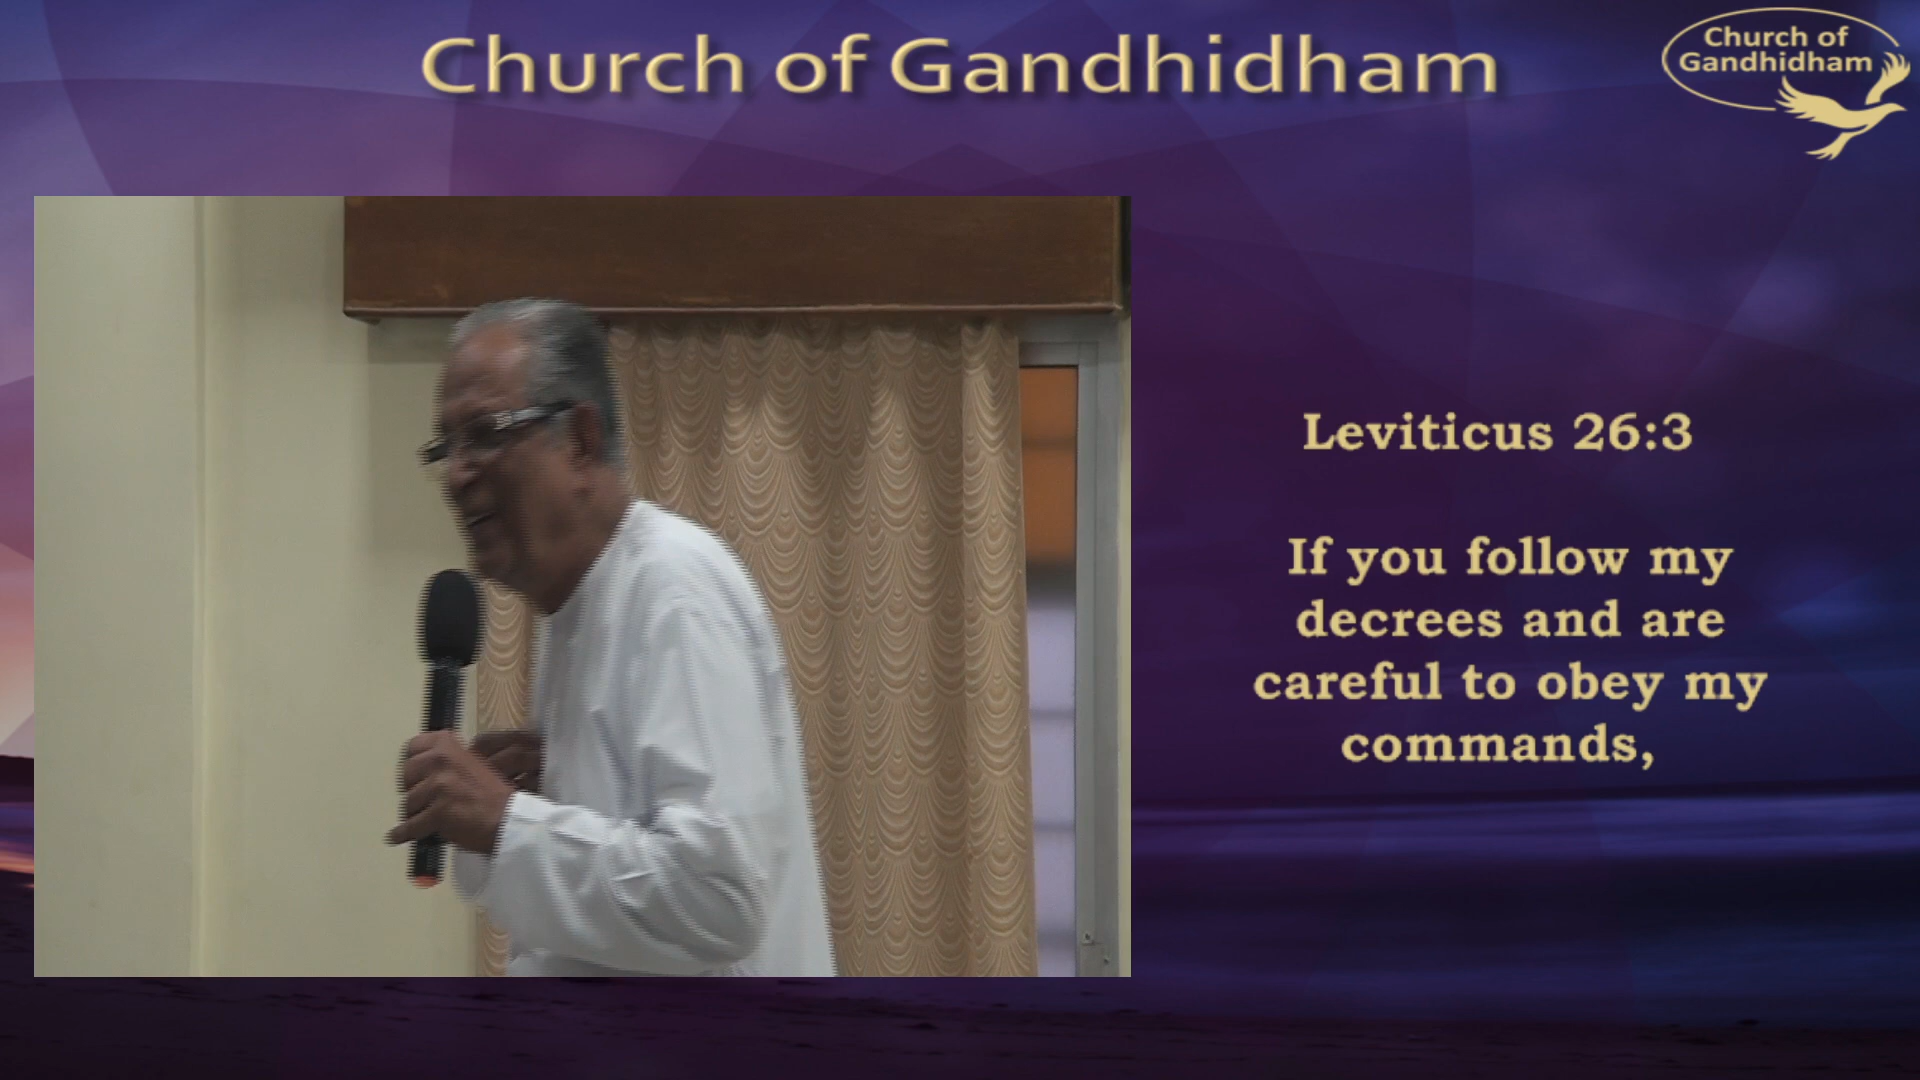 Church of Gandhidham
Church of
Gandhidham
Leviticus 26:3
If you follow my
decrees and are
careful to obey my
commands,